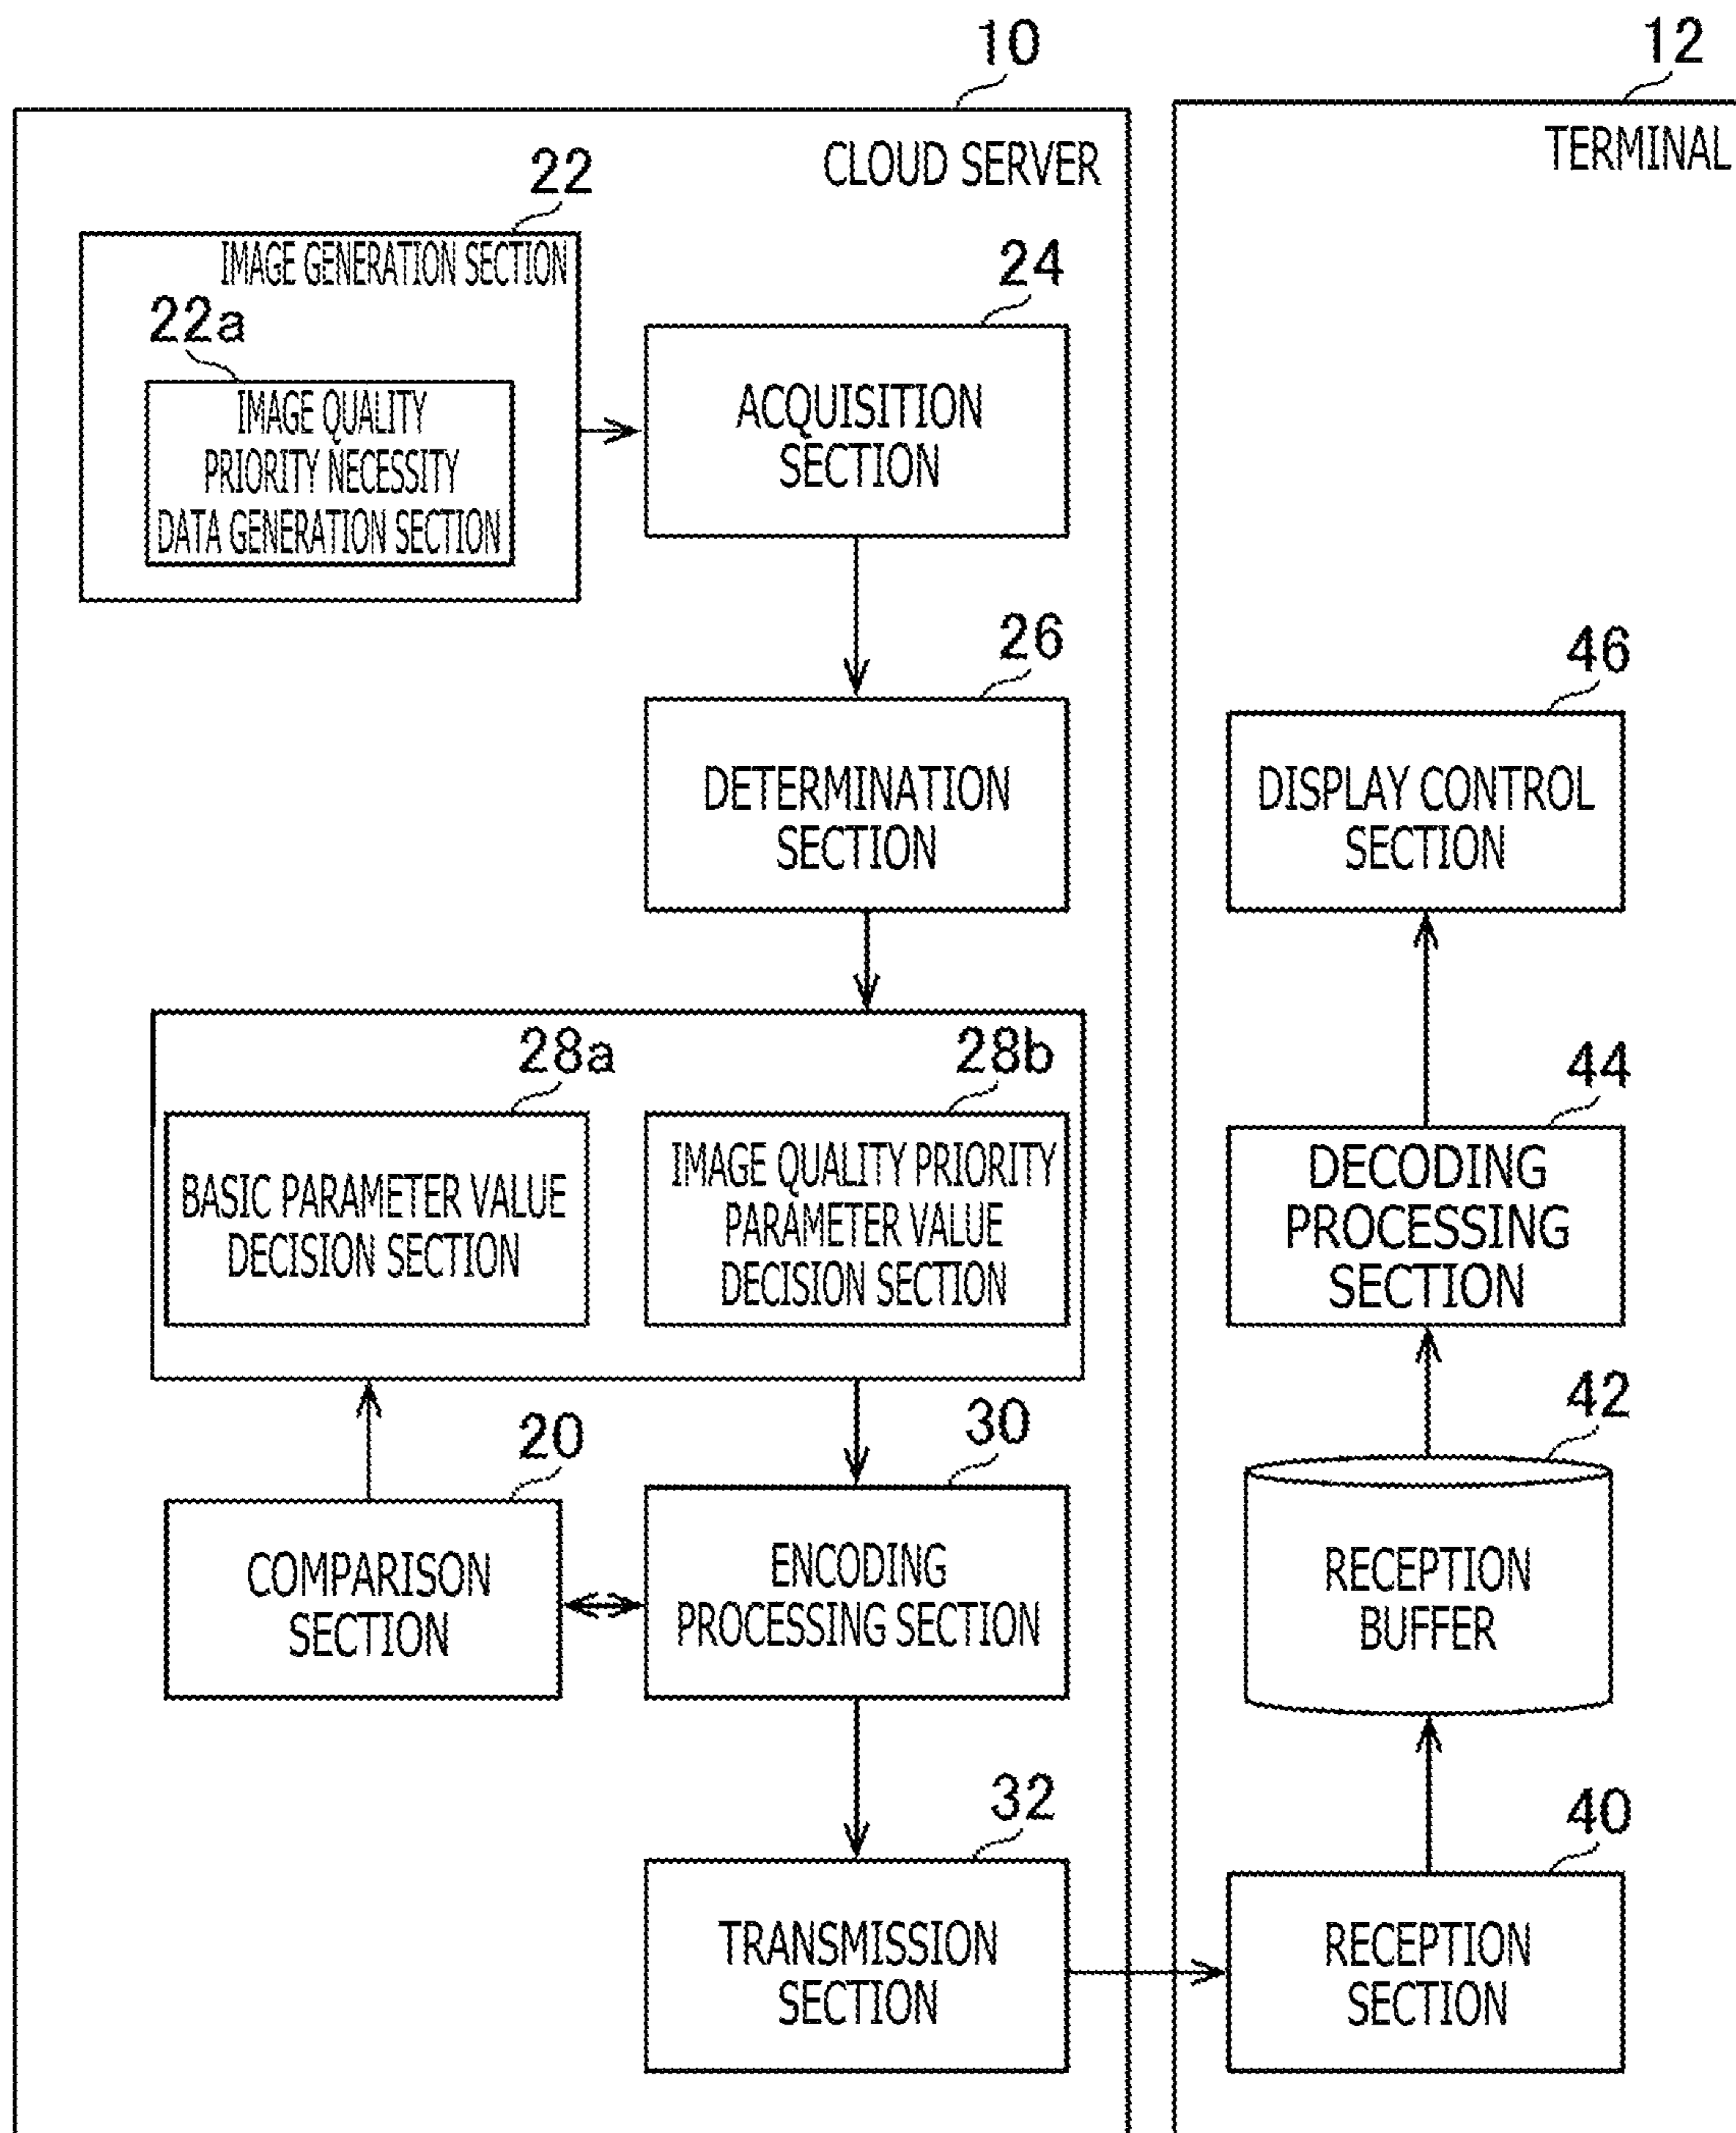 10
CLOUD SERVER
22
IMAGE GENERATION SECTION
22a
IMAGE QUALITY
PRIORITY NECESSITY
DATA GENERATION SECTION
24
ACQUISITION
SECTION
26
DETERMINATION
SECTION
28a
BASIC PARAMETER VALUE
DECISION SECTION
28b
IMAGE QUALITY PRIORITY
PARAMETER VALUE
DECISION SECTION
20
COMPARISON
SECTION
30
ENCODING
PROCESSING SECTION
32
TRANSMISSION
SECTION
12
TERMINAL
46
DISPLAY CONTROL
SECTION
44
DECODING
PROCESSING
SECTION
42
RECEPTION
BUFFER
40
RECEPTION
SECTION